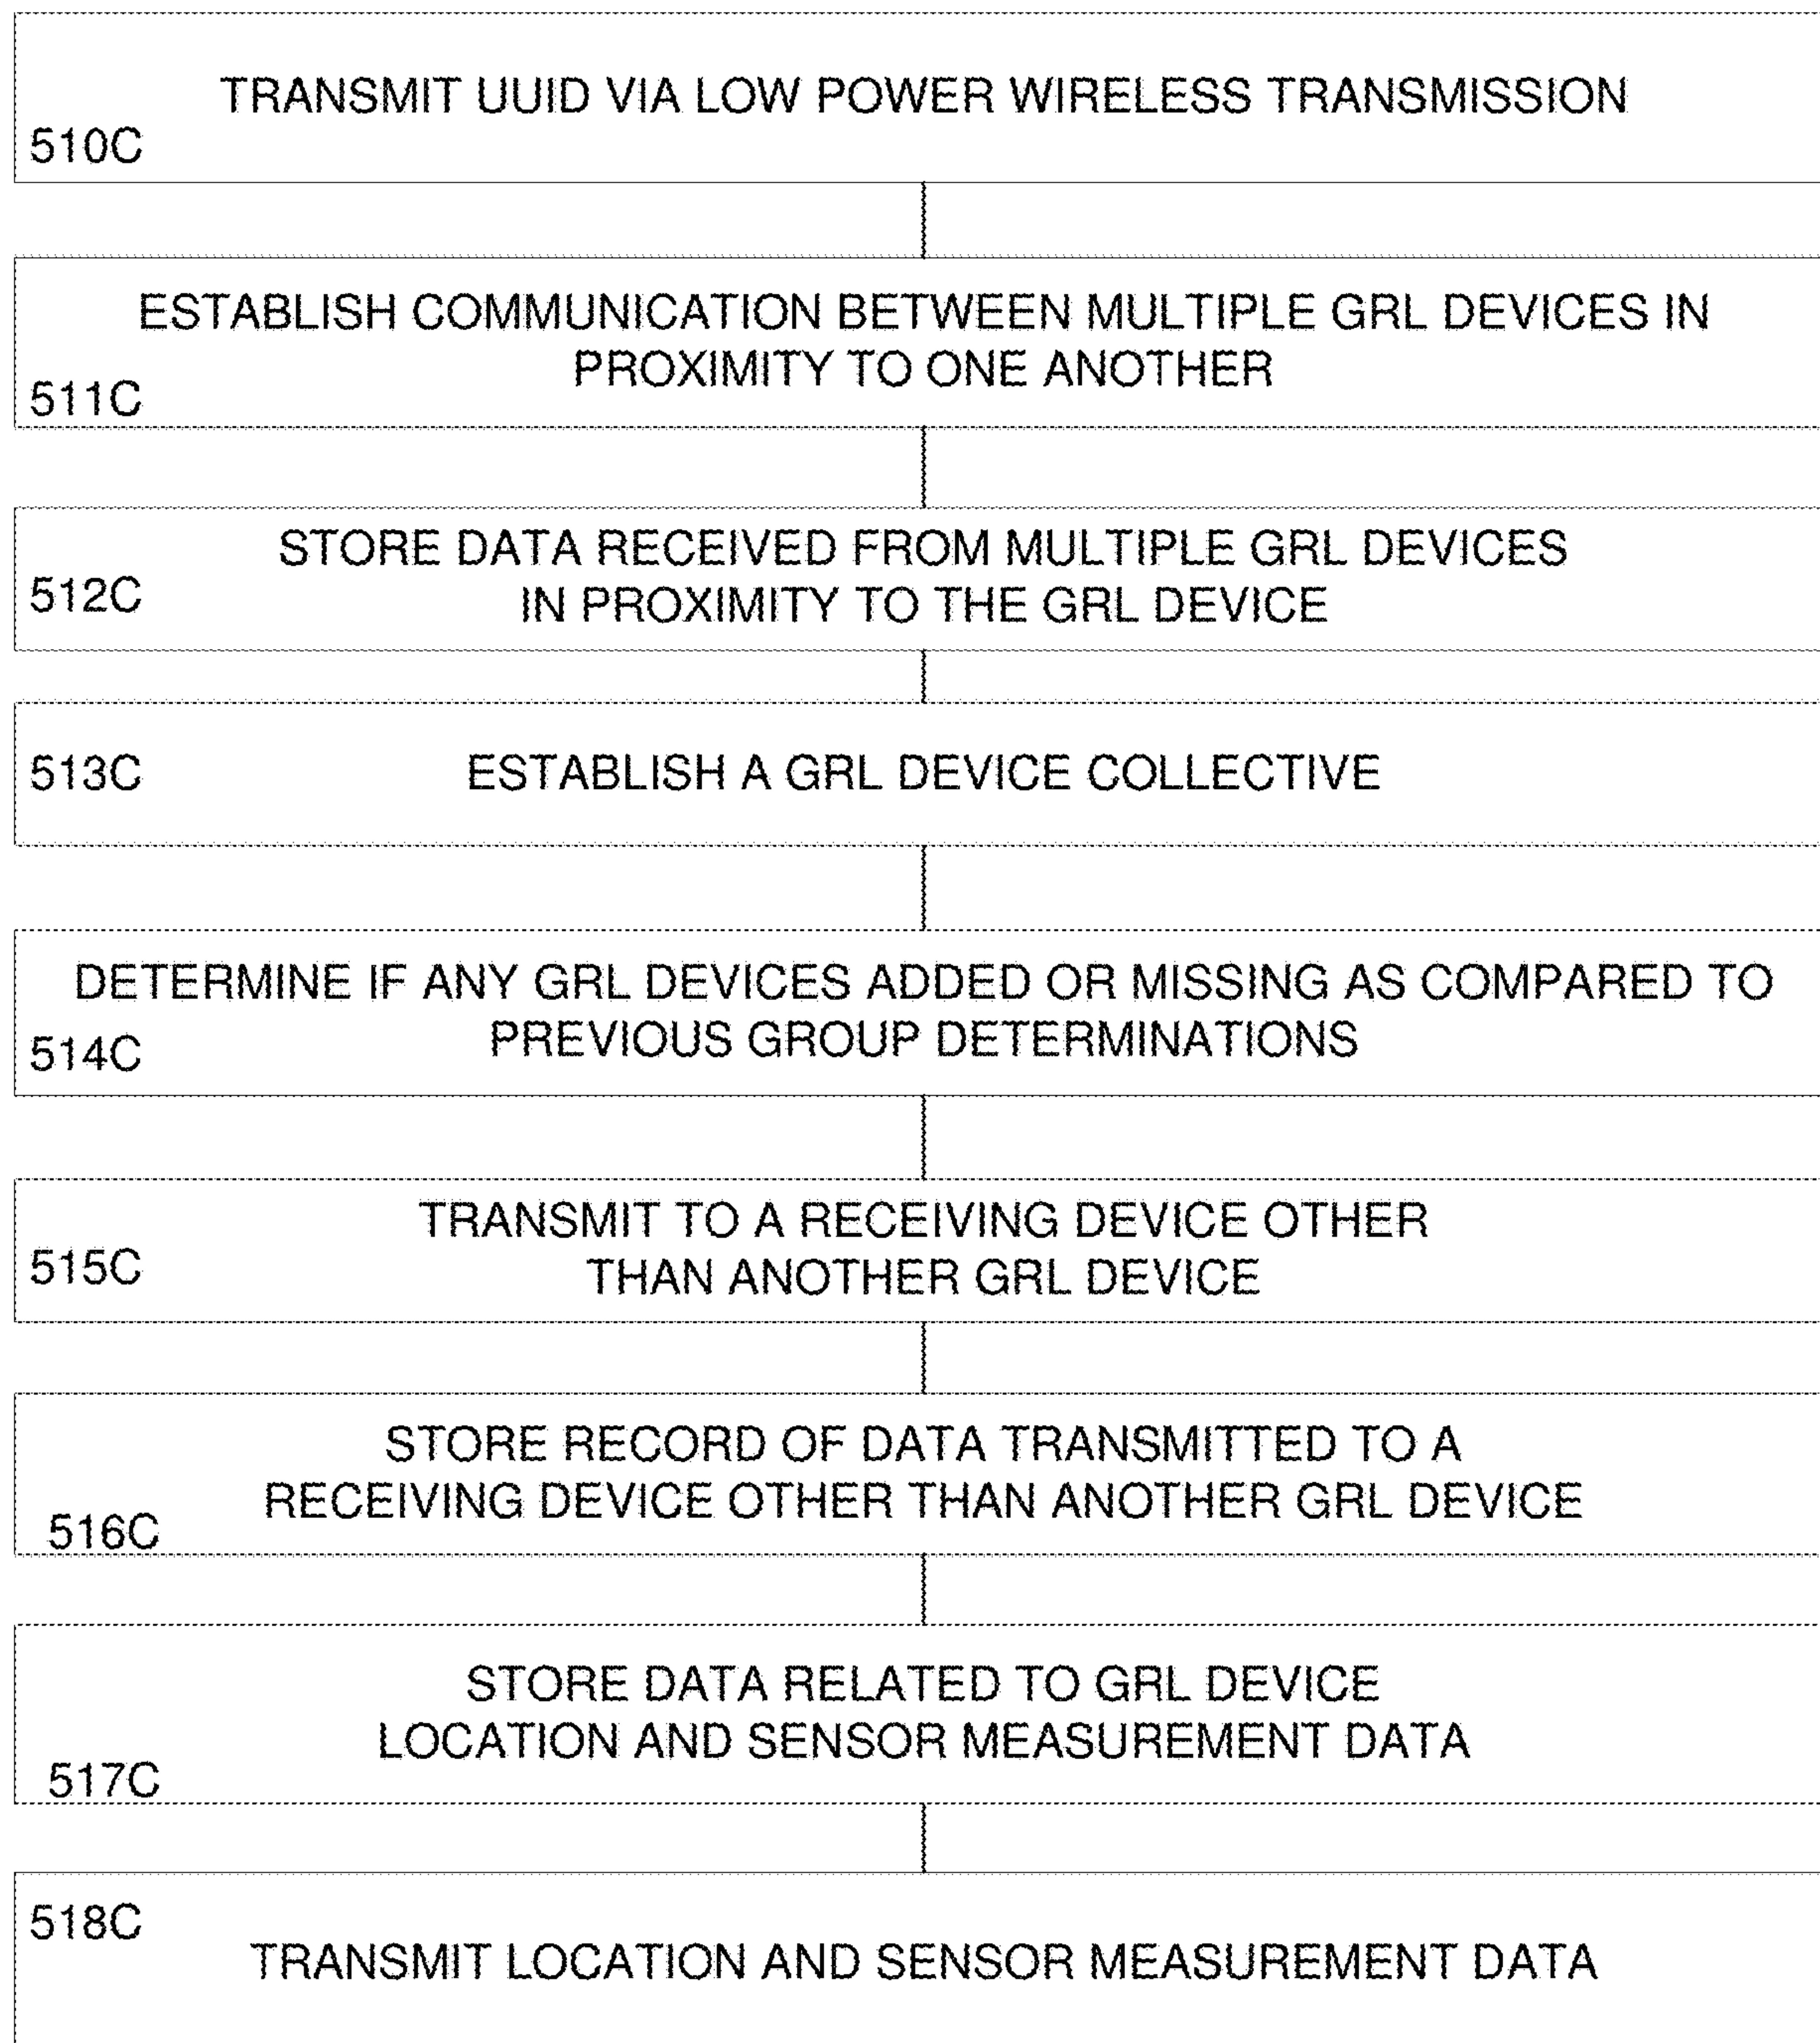 TRANSMIT UUID VIA LOW POWER WIRELESS TRANSMISSION
510C
ESTABLISH COMMUNICATION BETWEEN MULTIPLE GRL DEVICES IN
PROXIMITY TO ONE ANOTHER
511C
STORE DATA RECEIVED FROM MULTIPLE GRL DEVICES
512C
IN PROXIMITY TO THE GRL DEVICE
513C
ESTABLISH A GRL DEVICE COLLECTIVE
DETERMINE IF ANY GRL DEVICES ADDED OR MISSING AS COMPARED TO
PREVIOUS GROUP DETERMINATIONS
514C
TRANSMIT TO A RECEIVING DEVICE OTHER
515C
THAN ANOTHER GRL DEVICE
STORE RECORD OF DATA TRANSMITTED TO A
RECEIVING DEVICE OTHER THAN ANOTHER GRL DEVICE
516C
STORE DATA RELATED TO GRL DEVICE
LOCATION AND SENSOR MEASUREMENT DATA
517C
518C
TRANSMIT LOCATION AND SENSOR MEASUREMENT DATA